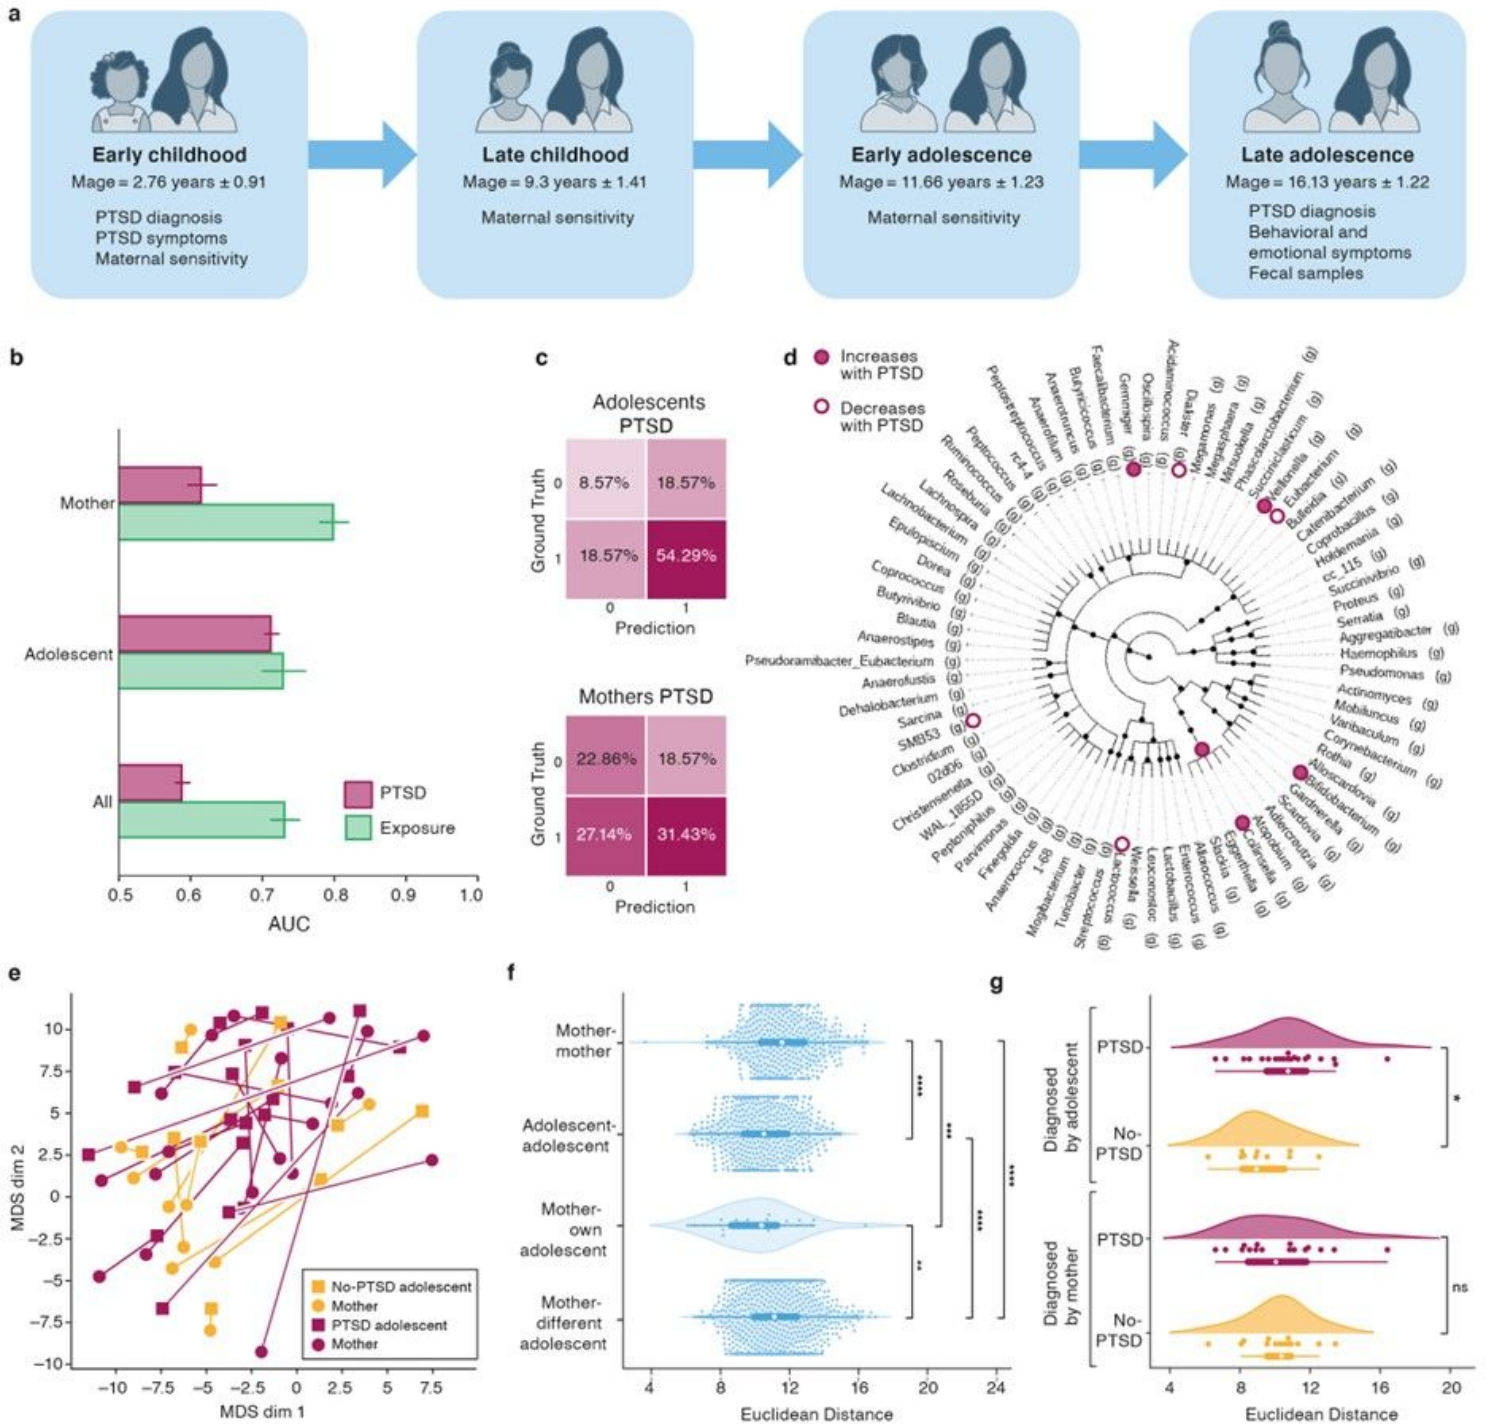 a
Early childhood
Mage = 2.76 years ± 0.91
PTSD diagnosis
PTSD symptoms
Maternal sensitivity
Late childhood
Mage = 9.3 years ± 1.41
Maternal sensitivity
Early adolescence
Mage = 11.66 years ± 1.23
Maternal sensitivity
Late adolescence
Mage = 16.13 years ± 1.22
PTSD diagnosis
Behavioral and
emotional symptoms
Fecal samples
b
Mother
Adolescent
All
PTSD
Exposure
0.5 0.6 0.7 0.8 0.9 1.0
AUC
c
Adolescents
PTSD
Ground Truth
0
8.57% 18.57%
1
18.57% 54.29%
0 1
Prediction
Mothers PTSD
Ground Truth
0
22.86% 18.57%
1
27.14% 31.43%
0 1
Prediction
d
Increases
with PTSD
Decreases
with PTSD
Pseudoramibacter_Eubacterium (g)
Anaerostipes (g)
Blautia (g)
Butyrivibrio (g)
Coprococcus (g)
Dorea (g)
Epulopiscium (g)
Lachnobacterium (g)
Lachnospira (g)
Roseburia (g)
Ruminococcus (g)
Peptococcus (g)
rc4-4 (g)
Peptostreptococcus (g)
Anaerofilum (g)
Anaerotruncus (g)
Butyricicoccus (g)
Faecalibacterium (g)
Gemmiger (g)
Oscillospira (g)
Acidaminococcus (g)
Dialister (g)
Megamonas (g)
Megasphaera (g)
Mitsuokella (g)
Phascolarctobacterium (g)
Succiniclasticum (g)
Veillonella (g)
Eubacterium (g)
Bulleidia (g)
Catenibacterium (g)
Coprobacillus (g)
Holdemania (g)
cc_115 (g)
Succinivibrio (g)
Proteus (g)
Serratia (g)
Aggregatibacter (g)
Haemophilus (g)
Pseudomonas (g)
Actinomyces (g)
Mobiluncus (g)
Varibaculum (g)
Corynebacterium (g)
Rothia (g)
Alloscardovia (g)
Bifidobacterium (g)
Gardnerella (g)
Scardovia (g)
Adlercreutzia (g)
Atopobium (g)
Collinsella (g)
Eggerthella (g)
Slackia (g)
Alloiococcus (g)
Enterococcus (g)
Lactobacillus (g)
Leuconostoc (g)
Weissella (g)
Lactococcus (g)
Streptococcus (g)
Turicibacter (g)
Mogibacterium (g)
1-68 (g)
Anaerococcus (g)
Finegoldia (g)
Parvimonas (g)
Peptoniphilus (g)
WAL_1855D (g)
Christensenella (g)
02d06 (g)
Clostridium (g)
SMB53 (g)
Sarcina (g)
Dehalobacterium (g)
Anaerofustis (g)
e
MDS dim 2
10
7.5
5
2.5
0
−2.5
−5
−7.5
−10
No-PTSD adolescent
Mother
PTSD adolescent
Mother
−10 −7.5 −5 −2.5 0 2.5 5 7.5
MDS dim 1
f
Mother-
mother
Adolescent-
adolescent
Mother-
own
adolescent
Mother-
different
adolescent
****
***
****
****
**
4 8 12 16 20 24
Euclidean Distance
g
Diagnosed
by adolescent
PTSD
No-
PTSD
*
Diagnosed
by mother
PTSD
No-
PTSD
ns
4 8 12 16 20
Euclidean Distance